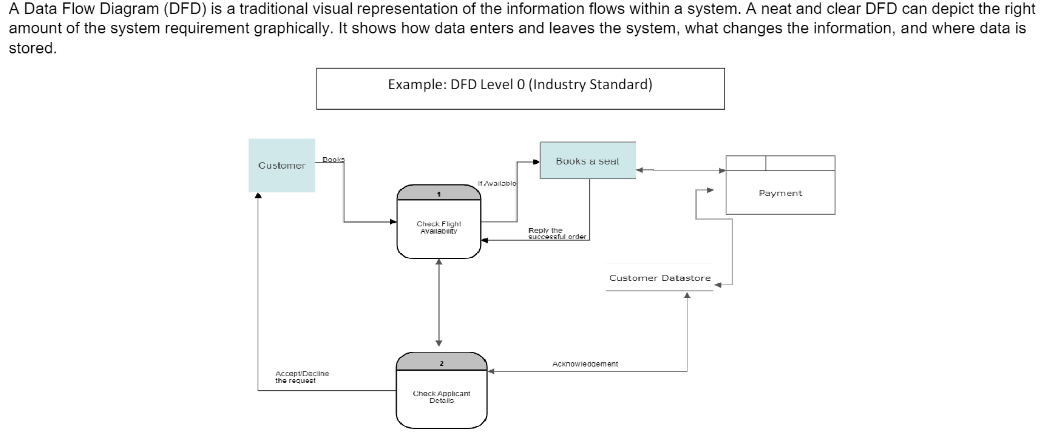 A Data Flow Diagram (DFD) is a traditional visual representation of the information flows within a system. A neat and clear DFD can depict the right
amount of the system requirement graphically. It shows how data enters and leaves the system, what changes the information, and where data is
stored.
Example: DFD Level 0 (Industry Standard)
Customer
Books
Books a seat
If Available
Payment
1
Check Flight
Availability
Reply the
successful order
Customer Datastore
2
Acknowledgement
Accept/Decline
the request
Check Applicant
Details